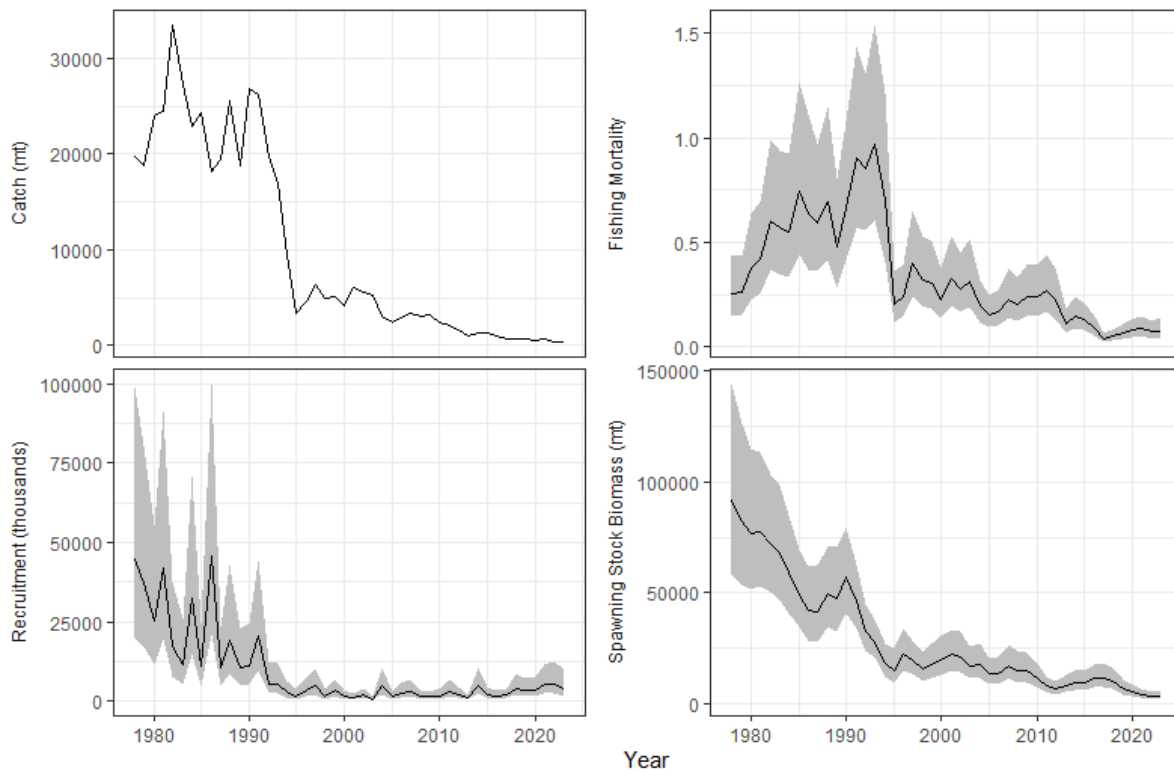 Catch (mt)
30000
20000
10000
0
Fishing Mortality
1.5
1.0
0.5
0.0
Recruitment (thousands)
100000
75000
50000
25000
0
1980 1990 2000 2010 2020
Spawning Stock Biomass (mt)
150000
100000
50000
0
1980 1990 2000 2010 2020
Year